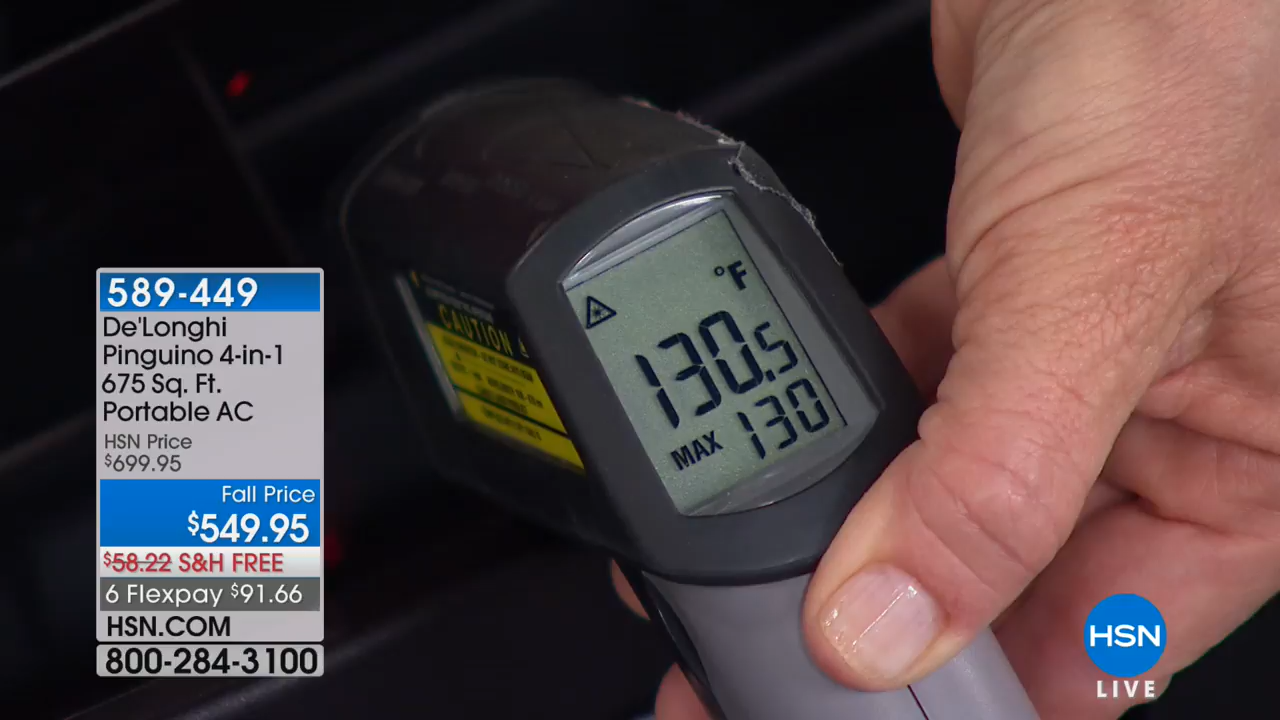 589-449
De'Longhi
Pinguino 4-in-1
675 Sq. Ft.
Portable AC
HSN Price
$699.95
Fall Price
$549.95
$58.22 S&H FREE
6 Flexpay $91.66
HSN.COM
800-284-3100
CAUTION
°F
130.5
MAX 130
HSN
LIVE